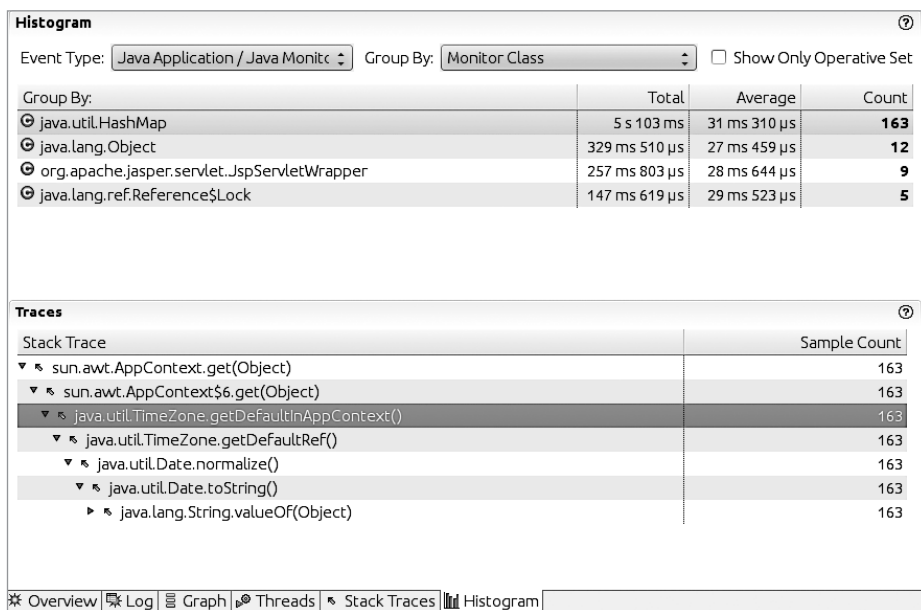 Histogram
Event Type: Java Application / Java Monitc Group By: Monitor Class Show Only Operative Set
Group By: Total Average Count
java.util.HashMap 5 s 103 ms 31 ms 310 µs 163
java.lang.Object 329 ms 510 µs 27 ms 459 µs 12
org.apache.jasper.servlet.JspServletWrapper 257 ms 803 µs 28 ms 644 µs 9
java.lang.ref.Reference$Lock 147 ms 619 µs 29 ms 523 µs 5
Traces
Stack Trace Sample Count
sun.awt.AppContext.get(Object) 163
sun.awt.AppContext$6.get(Object) 163
java.util.TimeZone.getDefaultInAppContext() 163
java.util.TimeZone.getDefaultRef() 163
java.util.Date.normalize() 163
java.util.Date.toString() 163
java.lang.String.valueOf(Object) 163
Overview Log Graph Threads Stack Traces Histogram